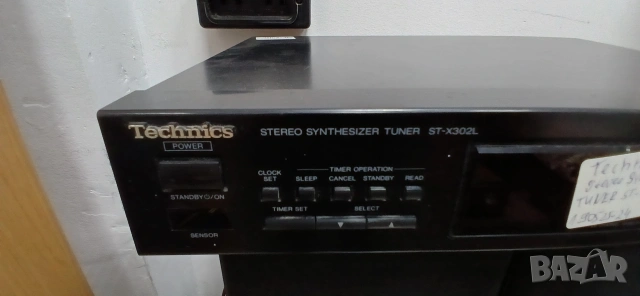 Technics
STEREO SYNTHESIZER TUNER ST-X302L
POWER
STANDBY ⏻/ON
SENSOR
CLOCK SET
TIMER OPERATION
SLEEP CANCEL STANDBY READ
TIMER SET SELECT
▼ ▲
TUNER
BAZAR